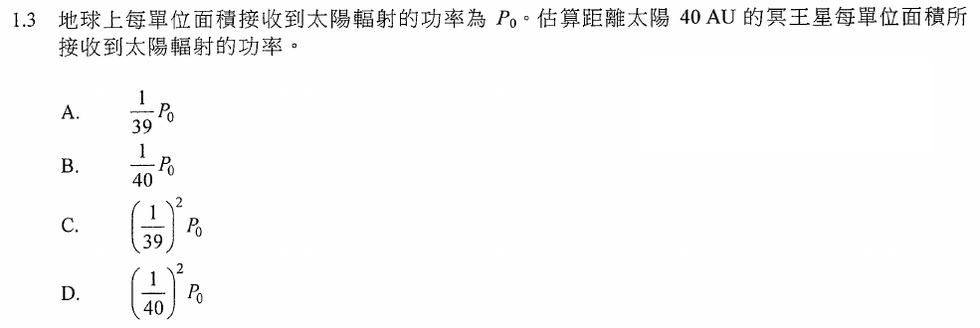 1.3 地球上每單位面積接收到太陽輻射的功率為 P₀。估算距離太陽 40 AU 的冥王星每單位面積所
接收到太陽輻射的功率。
A. 1/39 P₀
B. 1/40 P₀
C. (1/39)² P₀
D. (1/40)² P₀